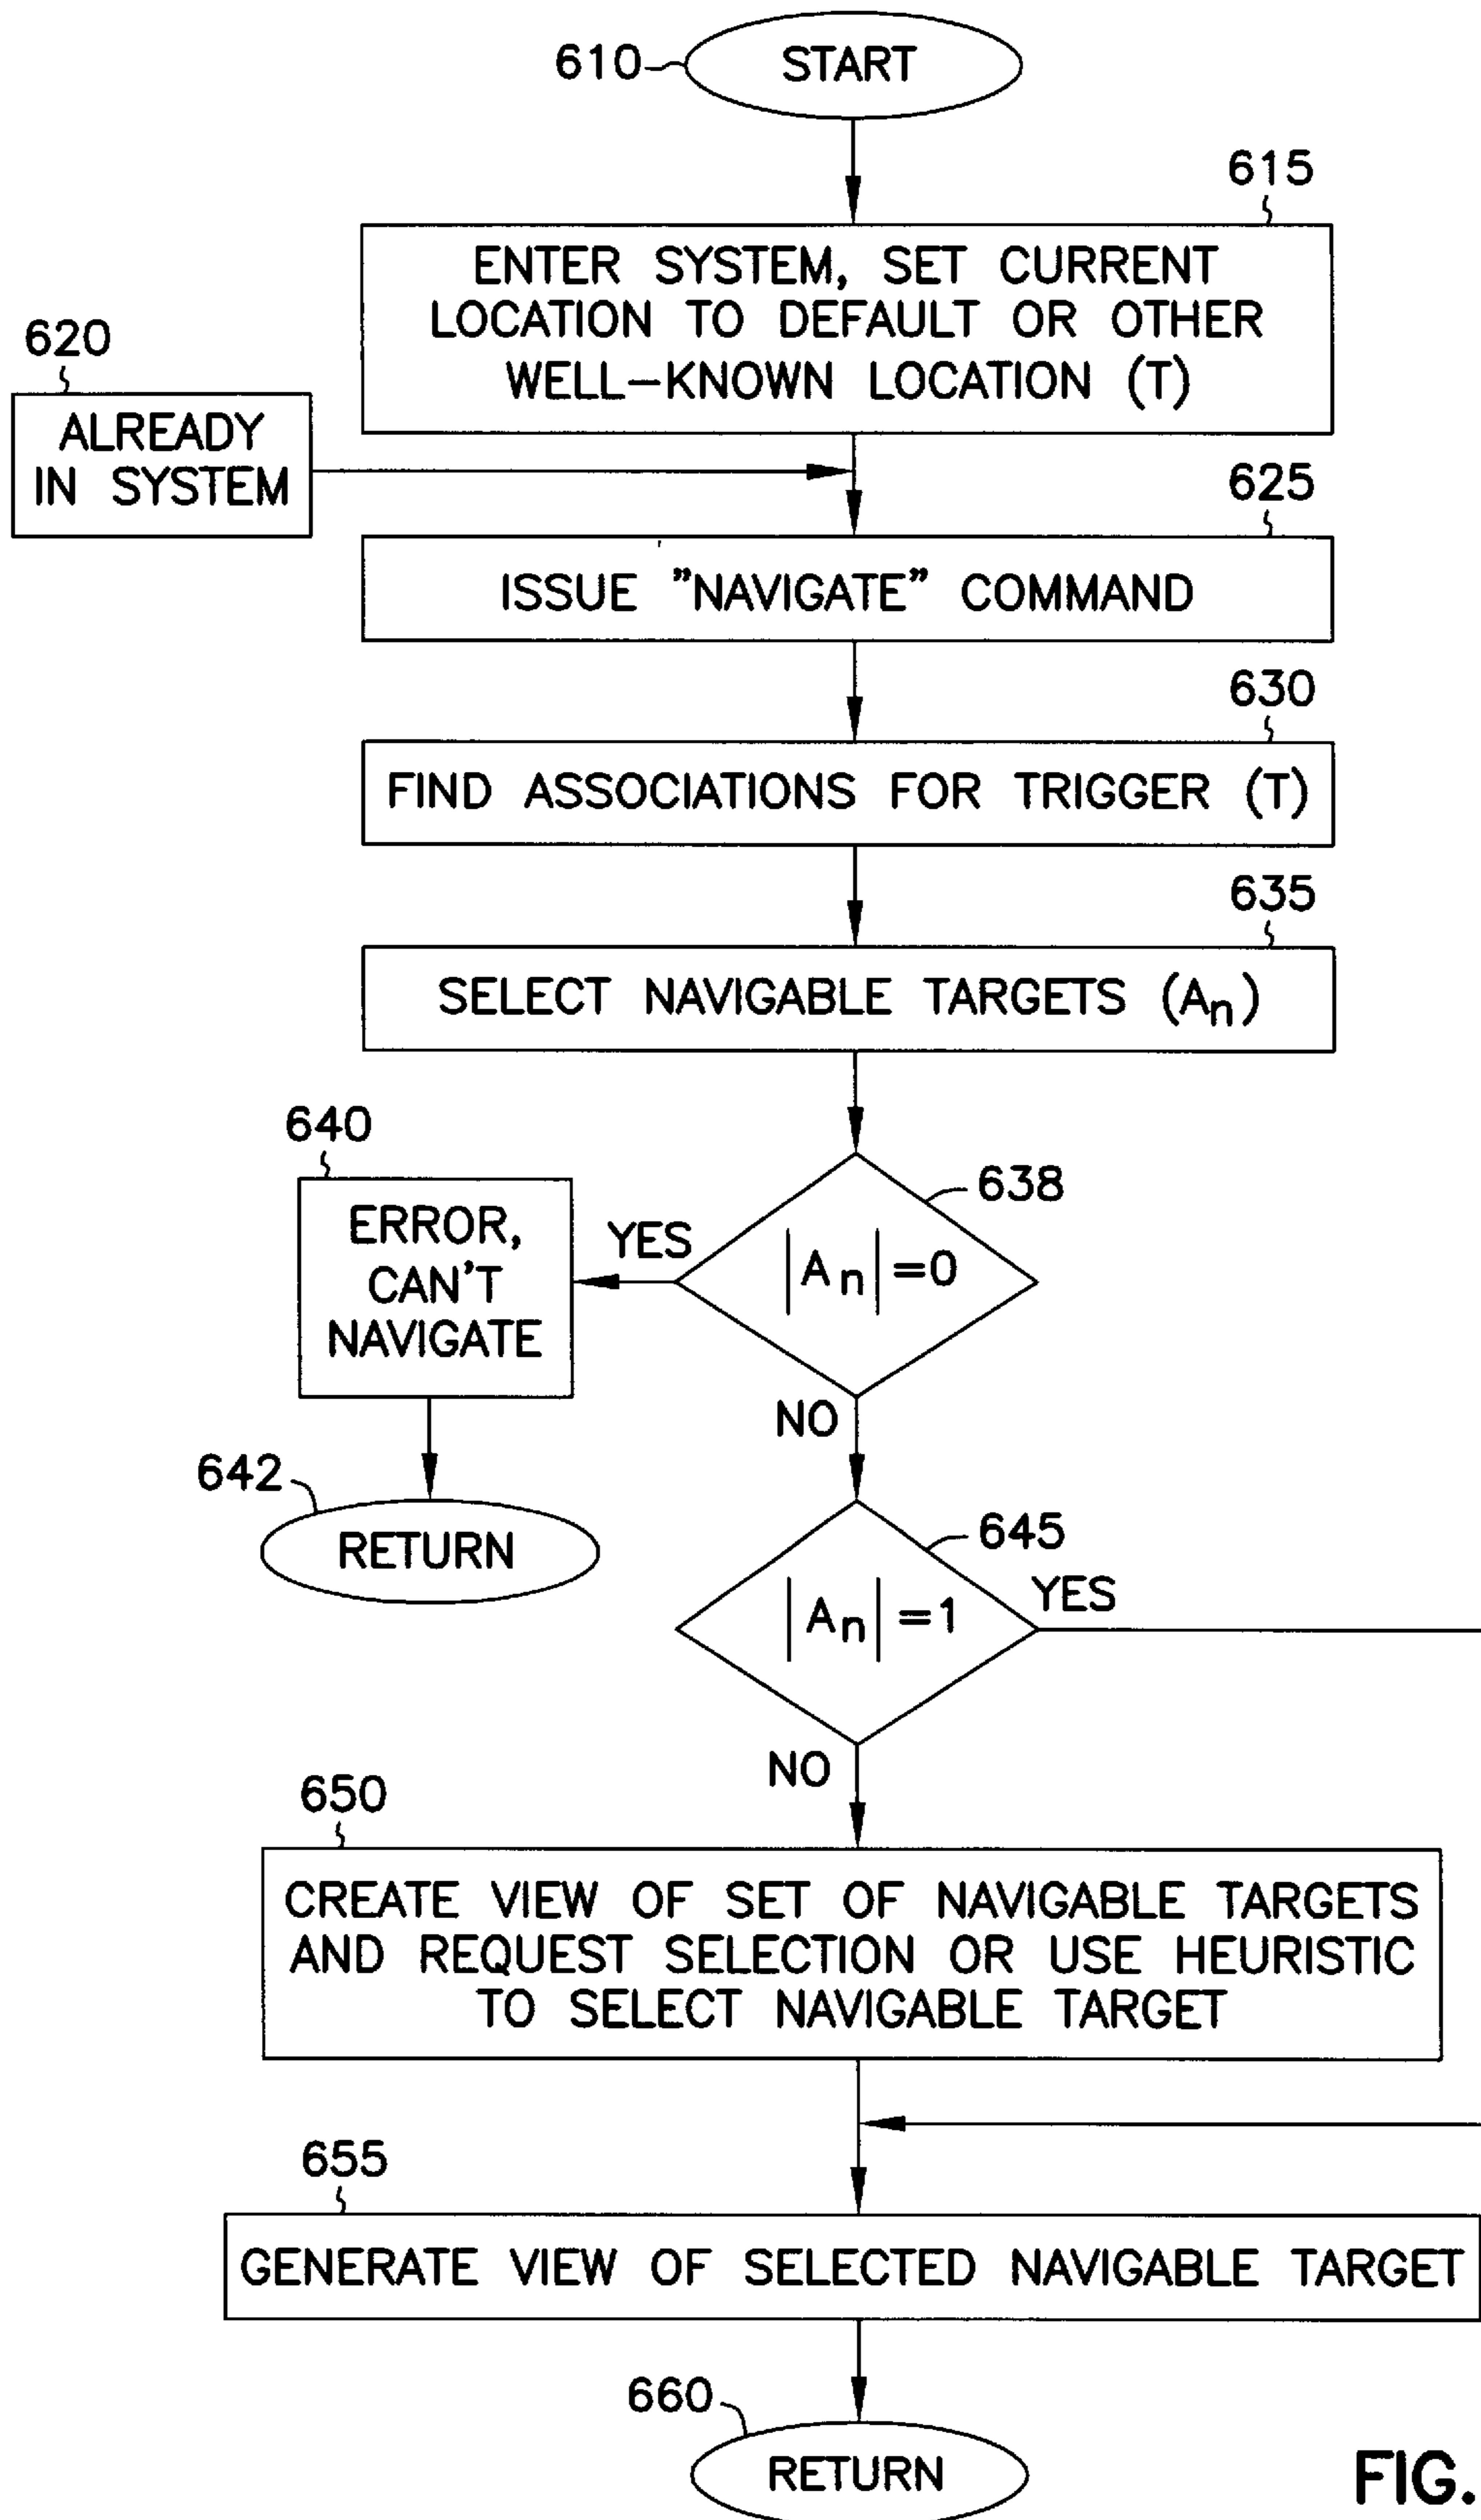 610
START
615
ENTER SYSTEM, SET CURRENT
LOCATION TO DEFAULT OR OTHER
WELL-KNOWN LOCATION (T)
620
ALREADY
IN SYSTEM
625
ISSUE "NAVIGATE" COMMAND
630
FIND ASSOCIATIONS FOR TRIGGER (T)
635
SELECT NAVIGABLE TARGETS (An)
640
638
ERROR,
CAN'T
NAVIGATE
YES
|An|=0
NO
642
RETURN
645
|An|=1
YES
NO
650
CREATE VIEW OF SET OF NAVIGABLE TARGETS
AND REQUEST SELECTION OR USE HEURISTIC
TO SELECT NAVIGABLE TARGET
655
GENERATE VIEW OF SELECTED NAVIGABLE TARGET
660
RETURN
FIG.